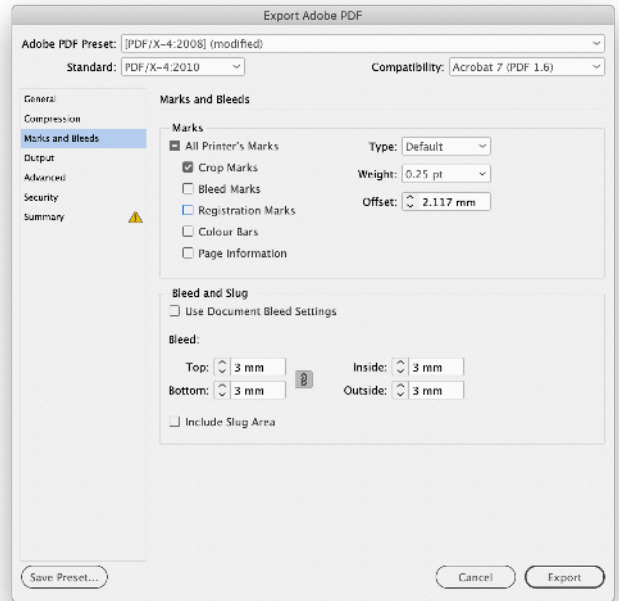 Export Adobe PDF
Adobe PDF Preset: [PDF/X-4:2008] (modified)
Standard: PDF/X-4:2010 Compatibility: Acrobat 7 (PDF 1.6)
General
Compression
Marks and Bleeds
Output
Advanced
Security
Summary
Marks and Bleeds
Marks
All Printer's Marks
Crop Marks
Bleed Marks
Registration Marks
Colour Bars
Page Information
Type: Default
Weight: 0.25 pt
Offset: 2.117 mm
Bleed and Slug
Use Document Bleed Settings
Bleed:
Top: 3 mm Inside: 3 mm
Bottom: 3 mm Outside: 3 mm
Include Slug Area
Save Preset... Cancel Export